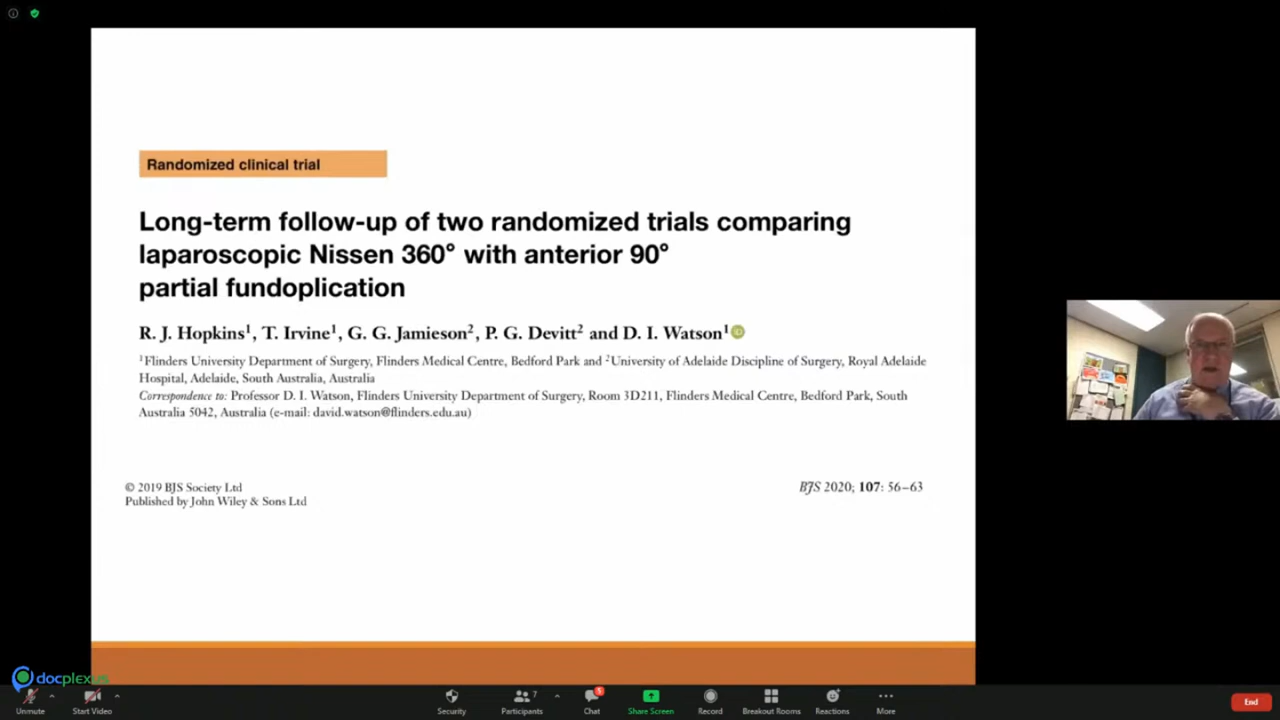 Randomized clinical trial
Long-term follow-up of two randomized trials comparing
laparoscopic Nissen 360° with anterior 90°
partial fundoplication
R. J. Hopkins¹, T. Irvine¹, G. G. Jamieson², P. G. Devitt² and D. I. Watson¹ iD
¹Flinders University Department of Surgery, Flinders Medical Centre, Bedford Park and ²University of Adelaide Discipline of Surgery, Royal Adelaide
Hospital, Adelaide, South Australia, Australia
Correspondence to: Professor D. I. Watson, Flinders University Department of Surgery, Room 3D211, Flinders Medical Centre, Bedford Park, South
Australia 5042, Australia (e-mail: david.watson@flinders.edu.au)
© 2019 BJS Society Ltd
Published by John Wiley & Sons Ltd
BJS 2020; 107: 56–63
docplexus
Unmute
Start Video
Security
Participants 7
Chat 5
Share Screen
Record
Breakout Rooms
Reactions
More
End